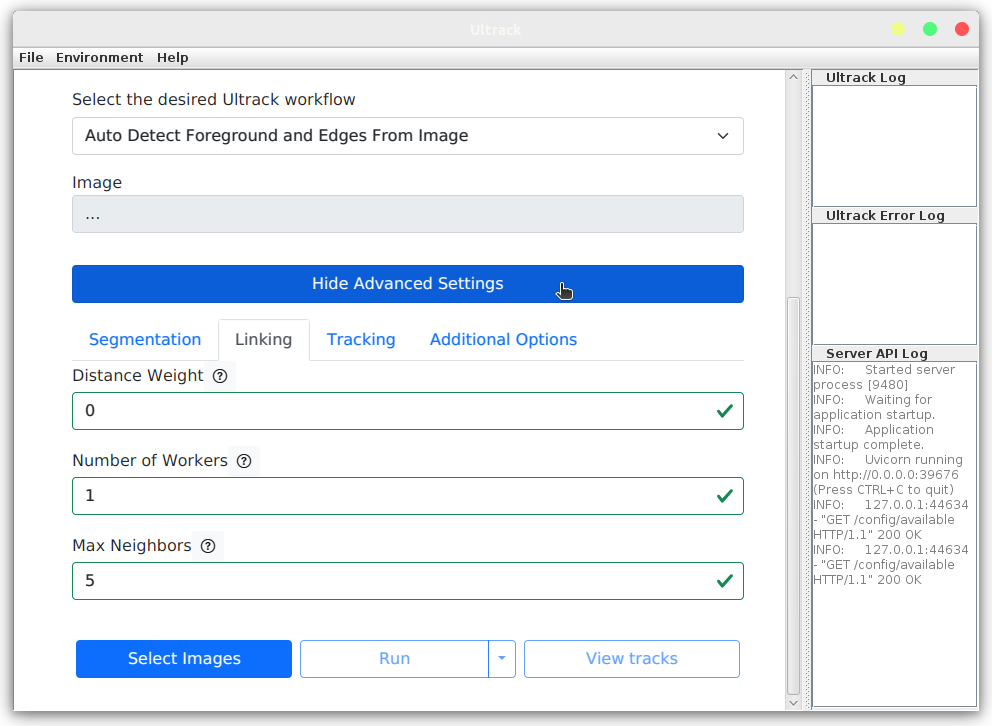 Ultrack
File Environment Help
Select the desired Ultrack workflow
Auto Detect Foreground and Edges From Image
Image
...
Hide Advanced Settings
Segmentation Linking Tracking Additional Options
Distance Weight
0
Number of Workers
1
Max Neighbors
5
Select Images Run View tracks
Ultrack Log
Ultrack Error Log
Server API Log
INFO: Started server
process [9480]
INFO: Waiting for
application startup.
INFO: Application
startup complete.
INFO: Uvicorn running
on http://0.0.0.0:39676
(Press CTRL+C to quit)
INFO: 127.0.0.1:44634
- "GET /config/available
HTTP/1.1" 200 OK
INFO: 127.0.0.1:44634
- "GET /config/available
HTTP/1.1" 200 OK